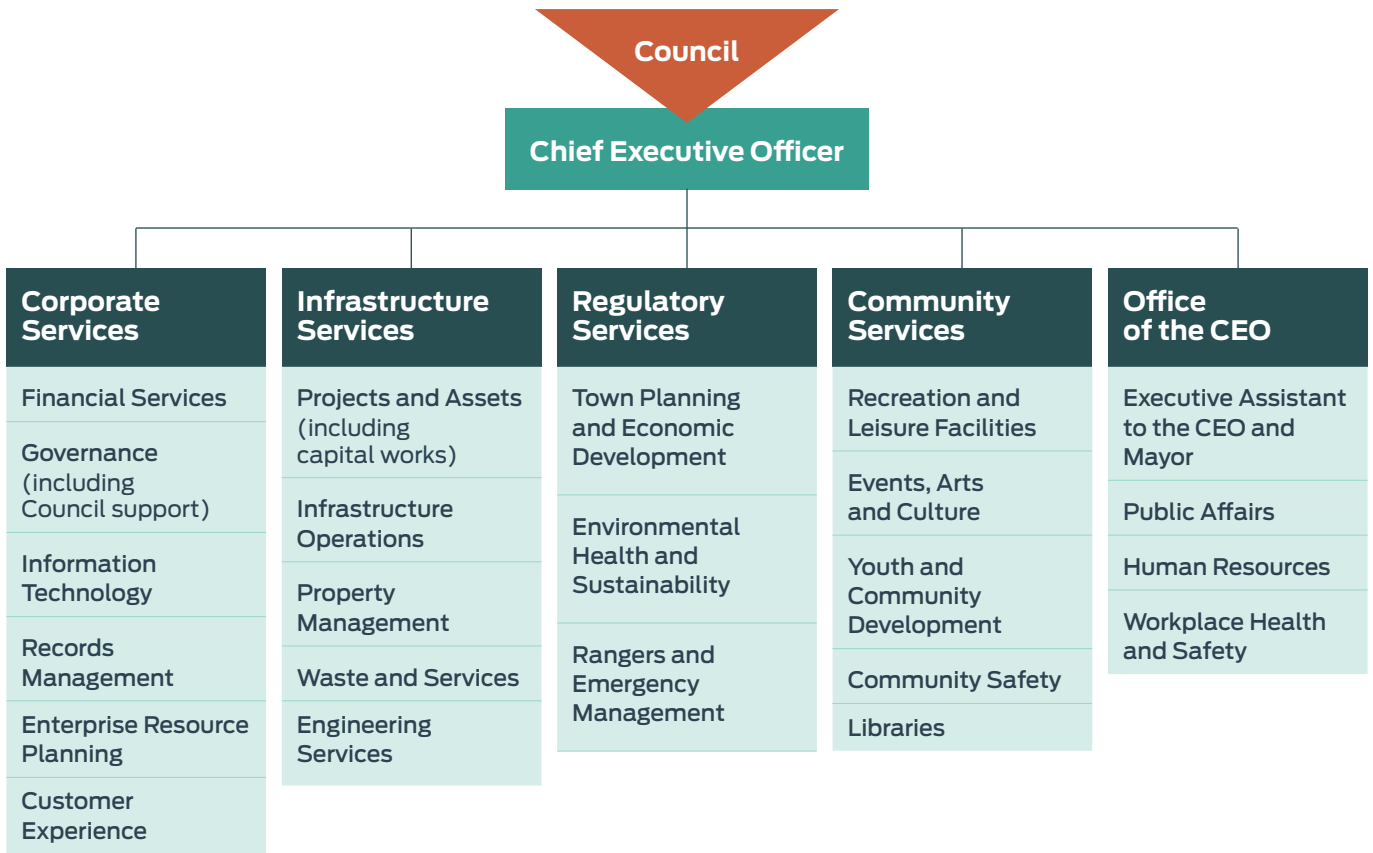 Council
Chief Executive Officer
Corporate
Services
Financial Services
Governance
(including
Council support)
Information
Technology
Records
Management
Enterprise Resource
Planning
Customer
Experience
Infrastructure
Services
Projects and Assets
(including
capital works)
Infrastructure
Operations
Property
Management
Waste and Services
Engineering
Services
Regulatory
Services
Town Planning
and Economic
Development
Environmental
Health and
Sustainability
Rangers and
Emergency
Management
Community
Services
Recreation and
Leisure Facilities
Events, Arts
and Culture
Youth and
Community
Development
Community Safety
Libraries
Office
of the CEO
Executive Assistant
to the CEO and
Mayor
Public Affairs
Human Resources
Workplace Health
and Safety